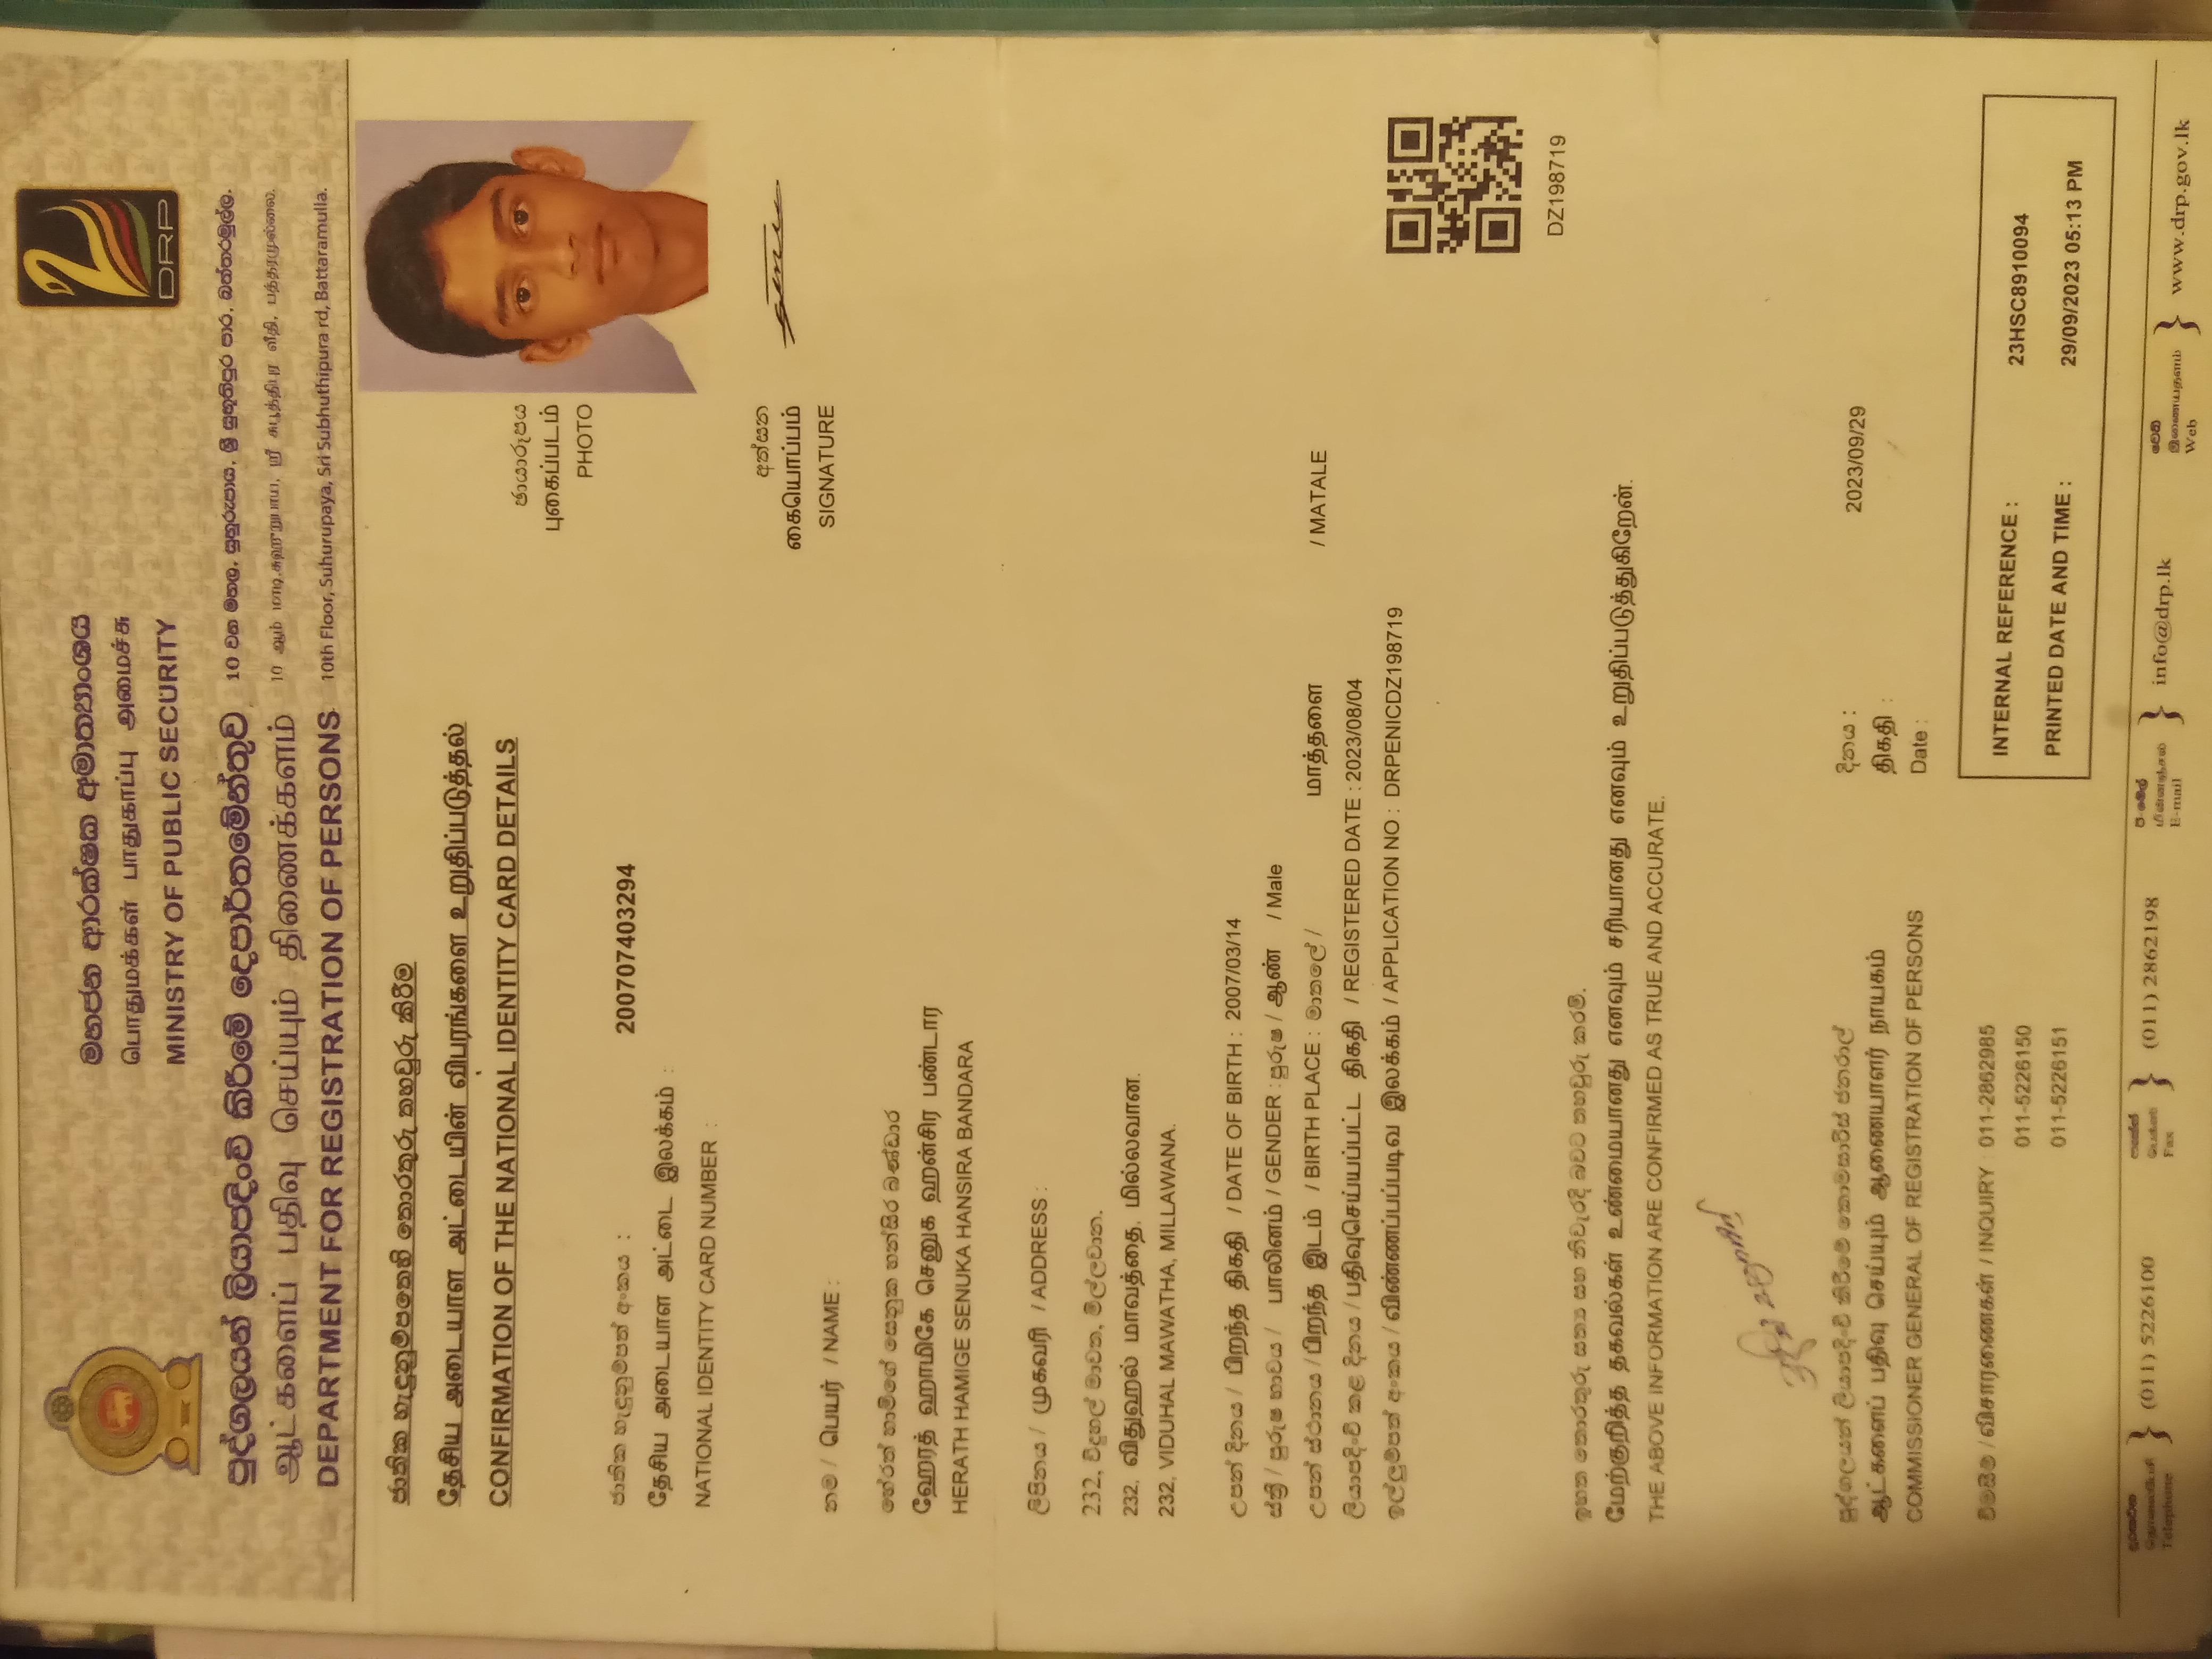 මහජන ආරක්ෂක අමාත්‍යාංශය
பொதுமக்கள் பாதுகாப்பு அமைச்சு
MINISTRY OF PUBLIC SECURITY
DRP
පුද්ගලයන් ලියාපදිංචි කිරීමේ දෙපාර්තමේන්තුව
10 වන මහල, සුහුරුපාය, ශ්‍රී සුභූතිපුර පාර, බත්තරමුල්ල.
ஆட்களைப் பதிவு செய்யும் திணைக்களம்
10 ஆம் மாடி, சுஹுறுபாய, ஸ்ரீ சுபூத்திபுர வீதி, பத்தரமுல்லை.
DEPARTMENT FOR REGISTRATION OF PERSONS
10th Floor, Suhurupaya, Sri Subhuthipura rd, Battaramulla.
ජාතික හැඳුනුම්පතෙහි තොරතුරු තහවුරු කිරීම
தேசிய அடையாள அட்டையின் விபரங்களை உறுதிப்படுத்தல்
CONFIRMATION OF THE NATIONAL IDENTITY CARD DETAILS
ඡායාරූපය
புகைப்படம்
PHOTO
ජාතික හැඳුනුම්පත් අංකය :
தேசிய அடையாள அட்டை இலக்கம் :
NATIONAL IDENTITY CARD NUMBER :
200707403294
අත්සන
கையொப்பம்
SIGNATURE
නම / பெயர் / NAME :
හේරත් හාමිගේ සෙනුක හන්සිර බණ්ඩාර
ஹேரத் ஹாமிகே செனுக ஹன்சிர பண்டார
HERATH HAMIGE SENUKA HANSIRA BANDARA
ලිපිනය / முகவரி / ADDRESS :
232, විදුහල් මාවත, මිල්ලවාන.
232, விதுஹல் மாவத்தை, மில்லவான.
232, VIDUHAL MAWATHA, MILLAWANA.
උපන් දිනය / பிறந்த திகதி / DATE OF BIRTH : 2007/03/14
ස්ත්‍රී / පුරුෂ භාවය / பாலினம் / GENDER : පුරුෂ / ஆண் / Male
උපන් ස්ථානය / பிறந்த இடம் / BIRTH PLACE : මාතලේ / மாத்தளை / MATALE
ලියාපදිංචි කළ දිනය / பதிவுசெய்யப்பட்ட திகதி / REGISTERED DATE : 2023/08/04
ඉල්ලුම්පත් අංකය / விண்ணப்பப்படிவ இலக்கம் / APPLICATION NO : DRPENICDZ198719
DZ198719
ඉහත තොරතුරු සත්‍ය සහ නිවැරදි බවට තහවුරු කරමි.
மேற்குறித்த தகவல்கள் உண்மையானது எனவும் சரியானது எனவும் உறுதிப்படுத்துகிறேன்.
THE ABOVE INFORMATION ARE CONFIRMED AS TRUE AND ACCURATE.
පුද්ගලයන් ලියාපදිංචි කිරීමේ කොමසාරිස් ජනරාල්
ஆட்களைப் பதிவு செய்யும் ஆணையாளர் நாயகம்
COMMISSIONER GENERAL OF REGISTRATION OF PERSONS
දිනය :
திகதி :
Date :
2023/09/29
විමසීම් / விசாரணைகள் / INQUIRY : 011-2862985
011-5226150
011-5226151
INTERNAL REFERENCE : 23HSC8910094
PRINTED DATE AND TIME : 29/09/2023 05:13 PM
දුරකථන
தொலைபேசி
Telephone
(011) 5226100
ෆැක්ස්
பெக்ஸ்
Fax
(011) 2862198
ඊ-මේල්
மின்னஞ்சல்
E-mail
info@drp.lk
වෙබ්
இணையதளம்
Web
www.drp.gov.lk